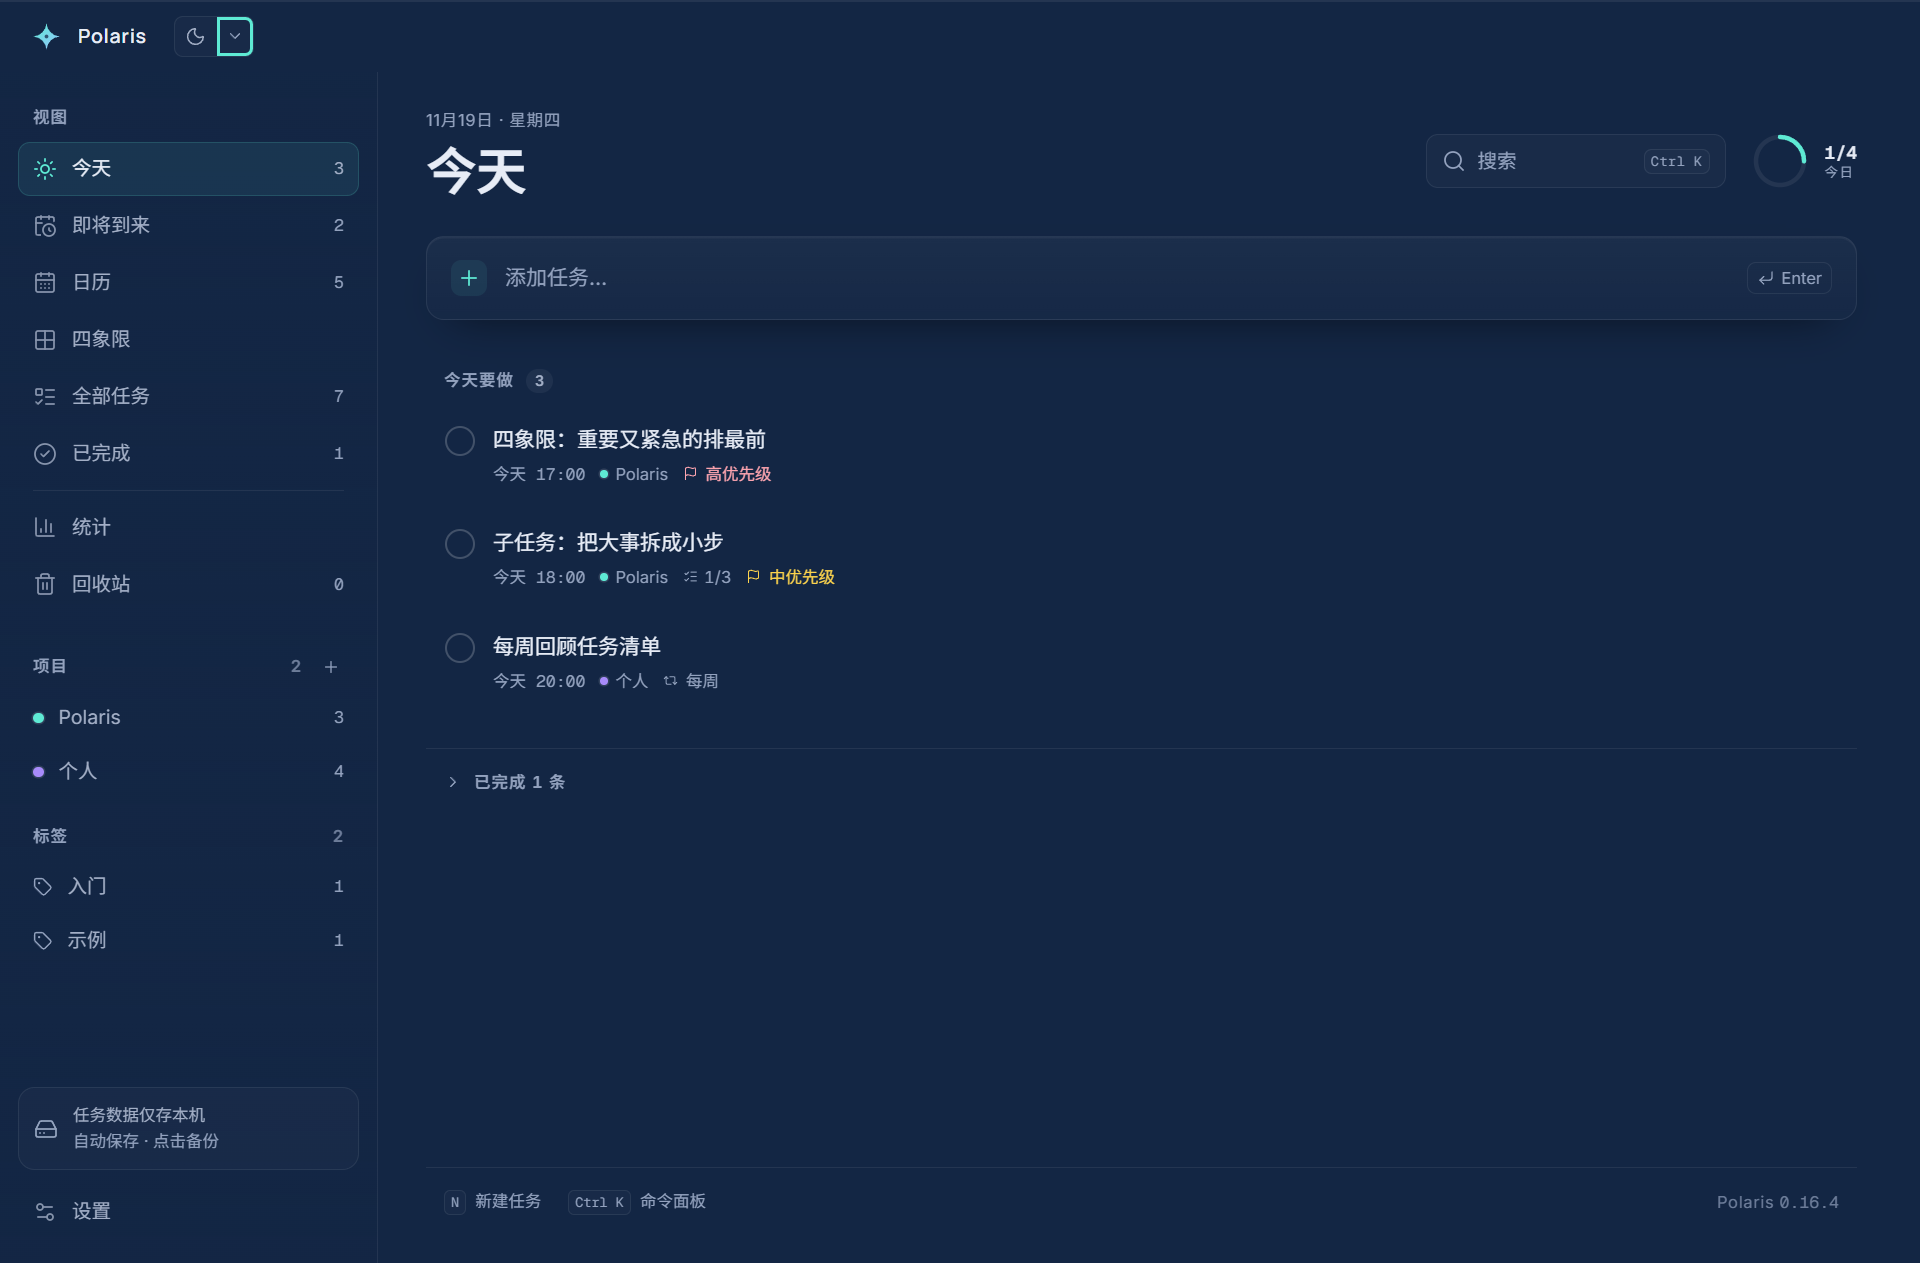 Polaris
视图
今天 3
即将到来 2
日历 5
四象限
全部任务 7
已完成 1
统计
回收站 0
项目 2
Polaris 3
个人 4
标签 2
入门 1
示例 1
任务数据仅存本机
自动保存 · 点击备份
设置
11月19日 · 星期四
今天
搜索 Ctrl K
1/4
今日
添加任务... Enter
今天要做 3
四象限：重要又紧急的排最前
今天 17:00 Polaris 高优先级
子任务：把大事拆成小步
今天 18:00 Polaris 1/3 中优先级
每周回顾任务清单
今天 20:00 个人 每周
已完成 1 条
N 新建任务 Ctrl K 命令面板
Polaris 0.16.4